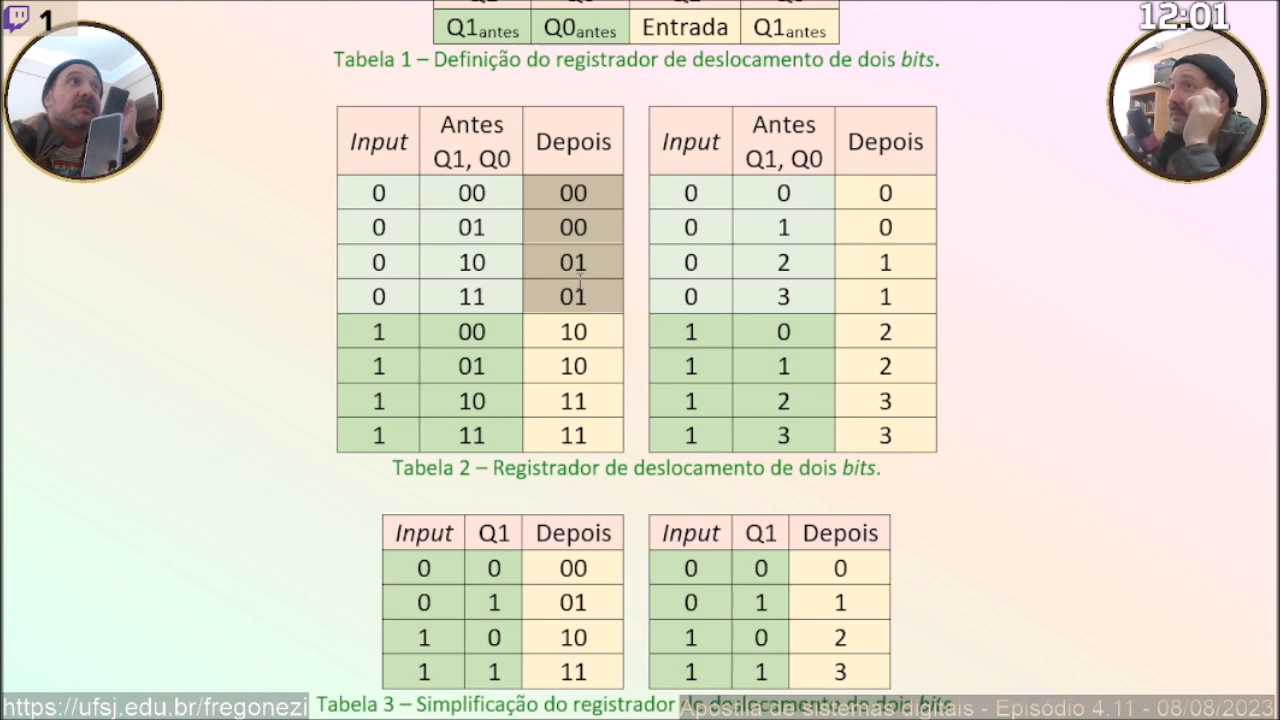 1
12:01
Q1antes Q0antes Entrada Q1antes
Tabela 1 – Definição do registrador de deslocamento de dois bits.
Input Antes Q1, Q0 Depois Input Antes Q1, Q0 Depois
0 00 00 0 0 0
0 01 00 0 1 0
0 10 01 0 2 1
0 11 01 0 3 1
1 00 10 1 0 2
1 01 10 1 1 2
1 10 11 1 2 3
1 11 11 1 3 3
Tabela 2 – Registrador de deslocamento de dois bits.
Input Q1 Depois Input Q1 Depois
0 0 00 0 0 0
0 1 01 0 1 1
1 0 10 1 0 2
1 1 11 1 1 3
Tabela 3 – Simplificação do registrador de deslocamento de dois bits.
https://ufsj.edu.br/fregonezi
Apostila de sistemas digitais - Episódio 4.11 - 08/08/2023